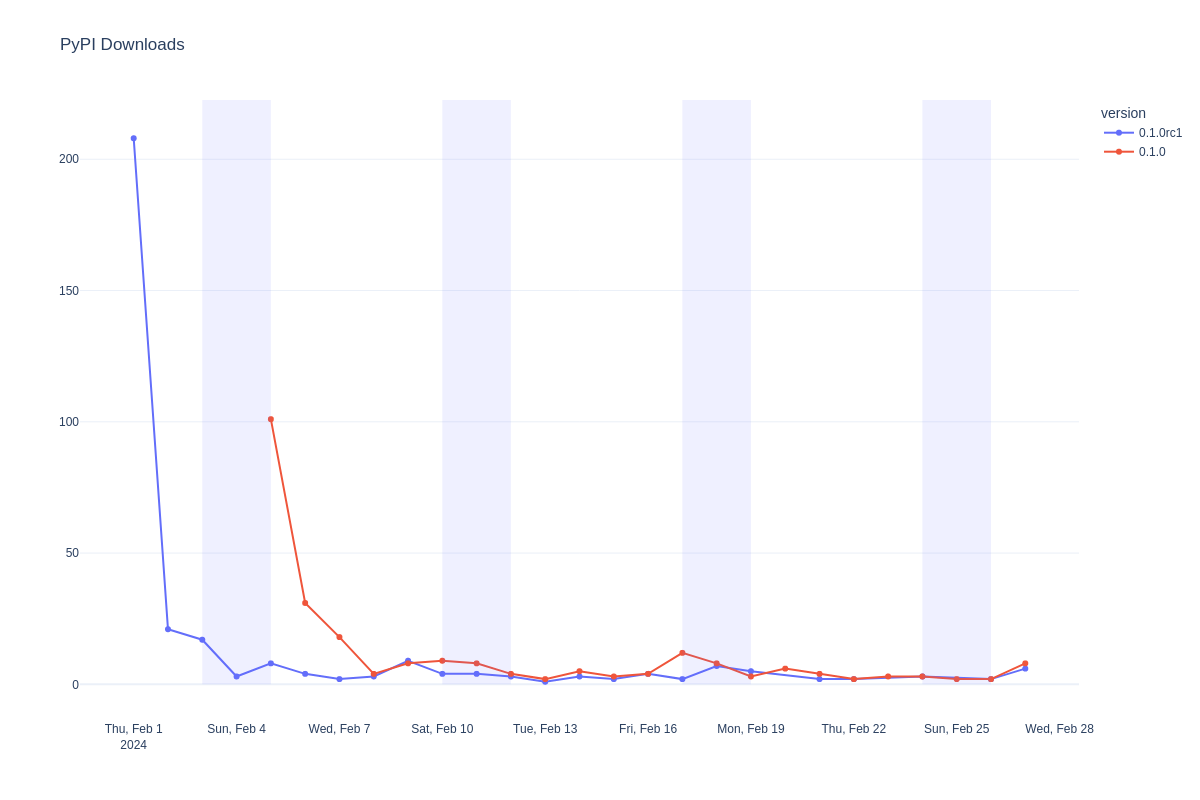 PyPI Downloads
version
0.1.0rc1
0.1.0
200
150
100
50
0
Thu, Feb 1
2024
Sun, Feb 4
Wed, Feb 7
Sat, Feb 10
Tue, Feb 13
Fri, Feb 16
Mon, Feb 19
Thu, Feb 22
Sun, Feb 25
Wed, Feb 28